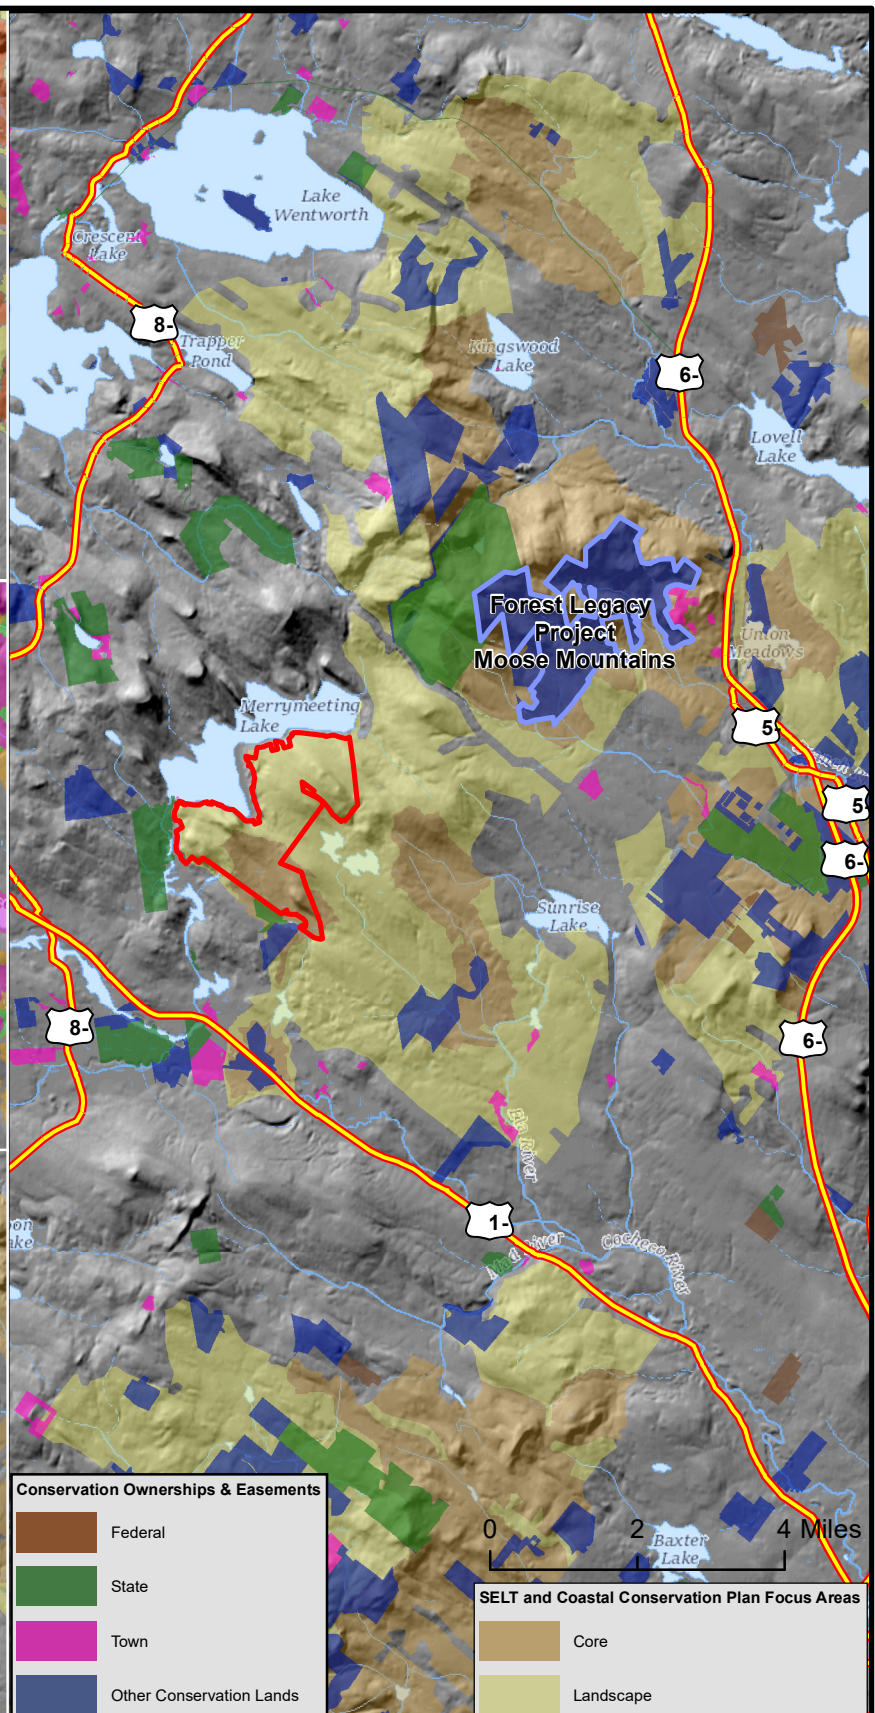 Lake
Wentworth
Crescent
Lake
8-
Trapper
Pond
Kingswood
Lake
6-
Lovell
Lake
Forest Legacy
Project
Moose Mountains
Union
Meadows
Merrymeeting
Lake
5-
5-
6-
Sunrise
Lake
8-
6-
Ela River
1-
Mad River
Cocheco River
0 2 4 Miles
Baxter
Lake
Conservation Ownerships & Easements
Federal
State
Town
Other Conservation Lands
SELT and Coastal Conservation Plan Focus Areas
Core
Landscape